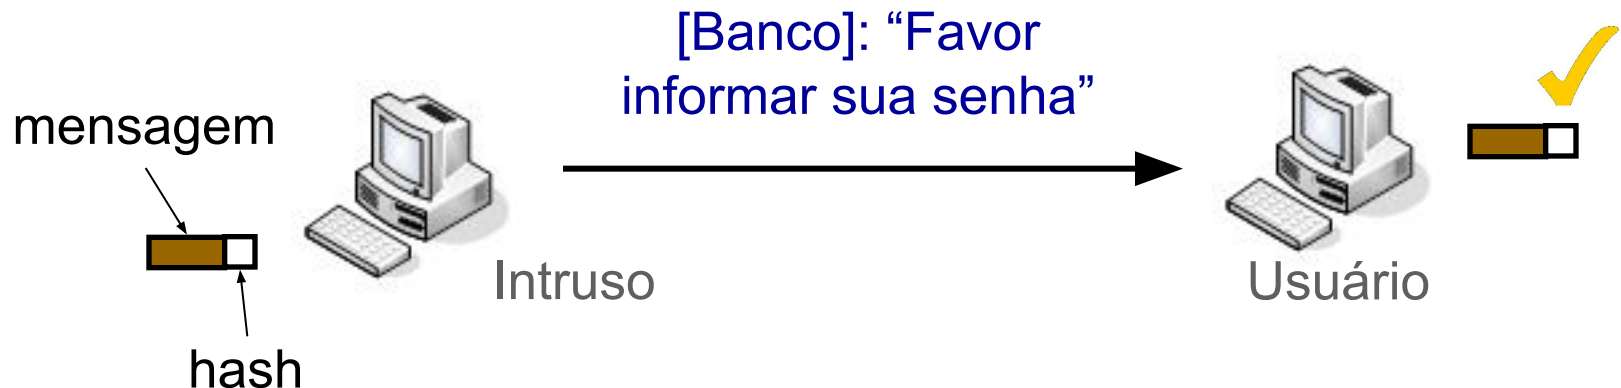 [Banco]: “Favor
informar sua senha”
mensagem
Intruso
Usuário
hash